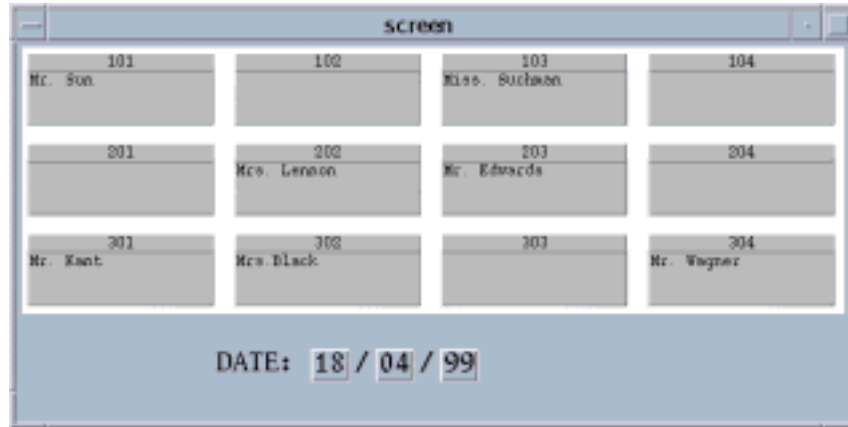 screen
101 102 103 104
Mr. Sun Miss. Suchman
201 202 203 204
Mrs. Lennon Mr. Edwards
301 302 303 304
Mr. Kant Mrs.Black Mr. Wagner
DATE: 18 / 04 / 99